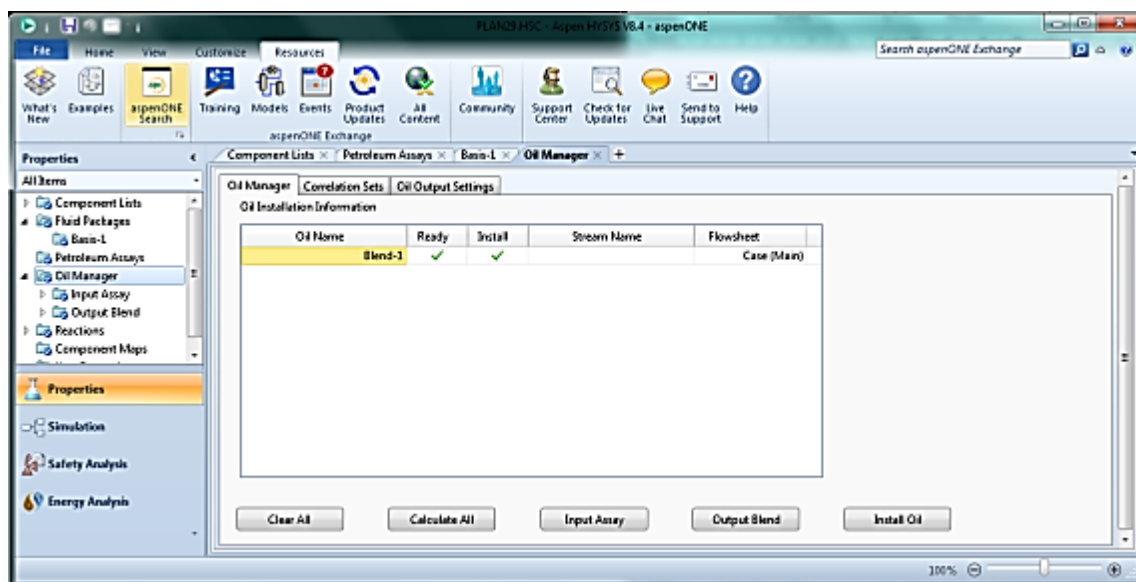 PLAN29.HSC - Aspen HYSYS V8.4 - aspenONE
File Home View Customize Resources Search aspenONE Exchange
What's New Examples aspenONE Search Training Models Events Product Updates All Content Community Support Center Check for Updates Live Chat Send to Support Help
aspenONE Exchange
Properties <
Component Lists × Petroleum Assays × Basis-1 × Oil Manager × +
All Items
Oil Manager Correlation Sets Oil Output Settings
Component Lists
Fluid Packages
Basis-1
Petroleum Assays
Oil Manager
Input Assay
Output Blend
Reactions
Component Maps
Oil Installation Information
Oil Name Ready Install Stream Name Flowsheet
Blend-1 ✓ ✓ Case (Main)
Properties
Simulation
Safety Analysis
Energy Analysis
Clear All Calculate All Input Assay Output Blend Install Oil
100%